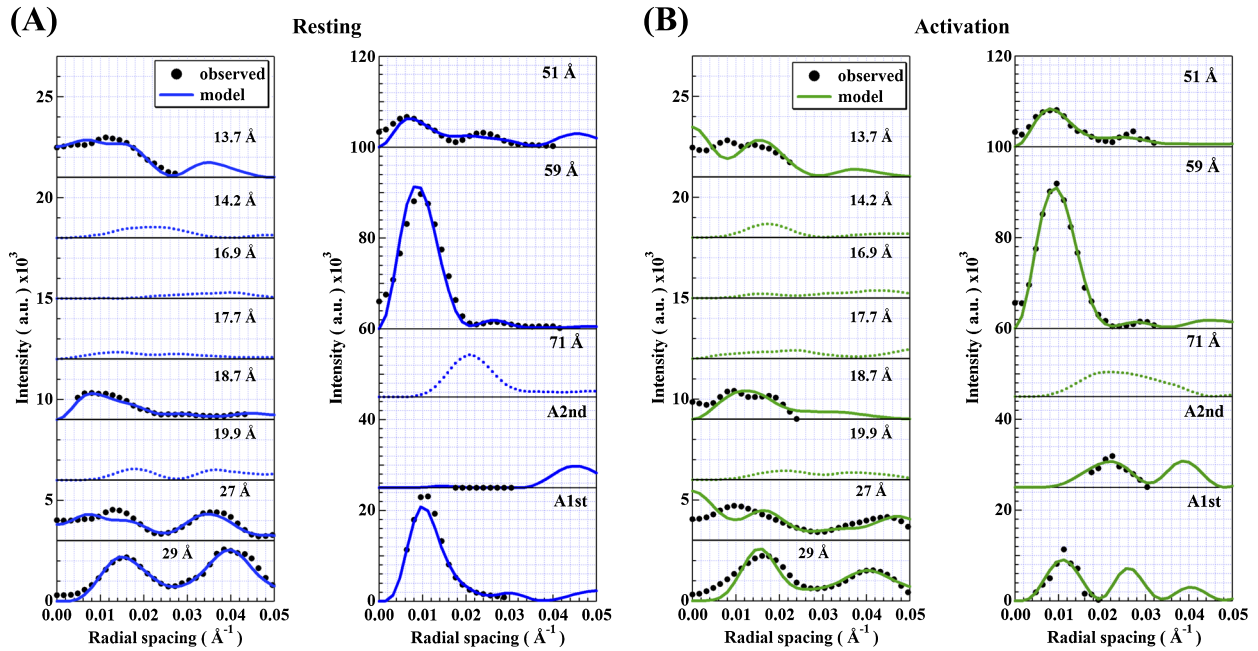 (A)
Resting
(B)
Activation
observed
model
13.7 Å
14.2 Å
16.9 Å
17.7 Å
18.7 Å
19.9 Å
27 Å
29 Å
25
20
15
10
5
0
Intensity ( a.u. ) x10³
0.00
0.01
0.02
0.03
0.04
0.05
Radial spacing ( Å⁻¹ )
51 Å
59 Å
71 Å
A2nd
A1st
120
100
80
60
40
20
0
Intensity ( a.u. ) x10³
0.00
0.01
0.02
0.03
0.04
0.05
Radial spacing ( Å⁻¹ )
observed
model
13.7 Å
14.2 Å
16.9 Å
17.7 Å
18.7 Å
19.9 Å
27 Å
29 Å
25
20
15
10
5
0
Intensity ( a.u. ) x10³
0.00
0.01
0.02
0.03
0.04
0.05
Radial spacing ( Å⁻¹ )
51 Å
59 Å
71 Å
A2nd
A1st
120
100
80
60
40
20
0
Intensity ( a.u. ) x10³
0.00
0.01
0.02
0.03
0.04
0.05
Radial spacing ( Å⁻¹ )